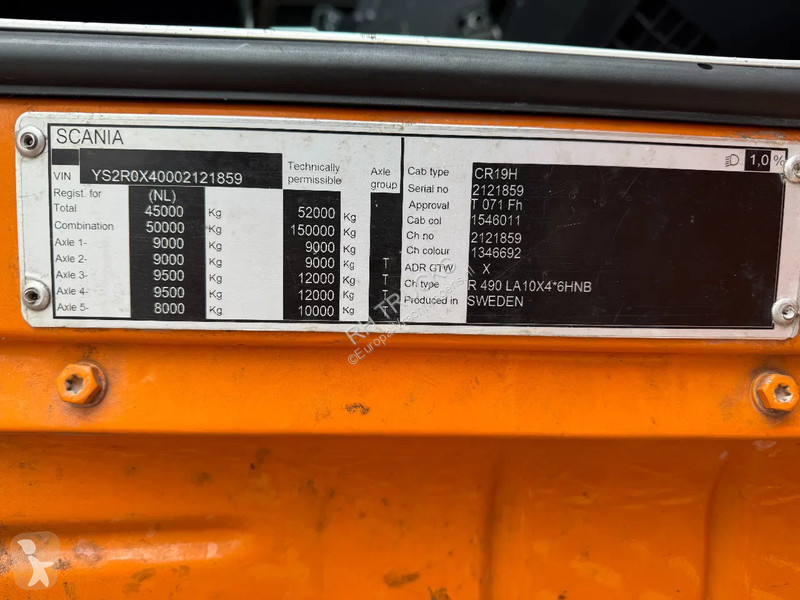 SCANIA
VIN YS2R0X40002121859 Technically permissible Axle group
Regist. for (NL)
Total 45000 Kg 52000 Kg
Combination 50000 Kg 150000 Kg
Axle 1- 9000 Kg 9000 Kg
Axle 2- 9000 Kg 9000 Kg T
Axle 3- 9500 Kg 12000 Kg T
Axle 4- 9500 Kg 12000 Kg
Axle 5- 8000 Kg 10000 Kg
1,0 %
Cab type CR19H
Serial no 2121859
Approval T 071 Fh
Cab col 1546011
Ch no 2121859
Ch colour 1346692
ADR GTW X
Ch type R 490 LA10X4*6HNB
Produced in SWEDEN
RH TRUCKS